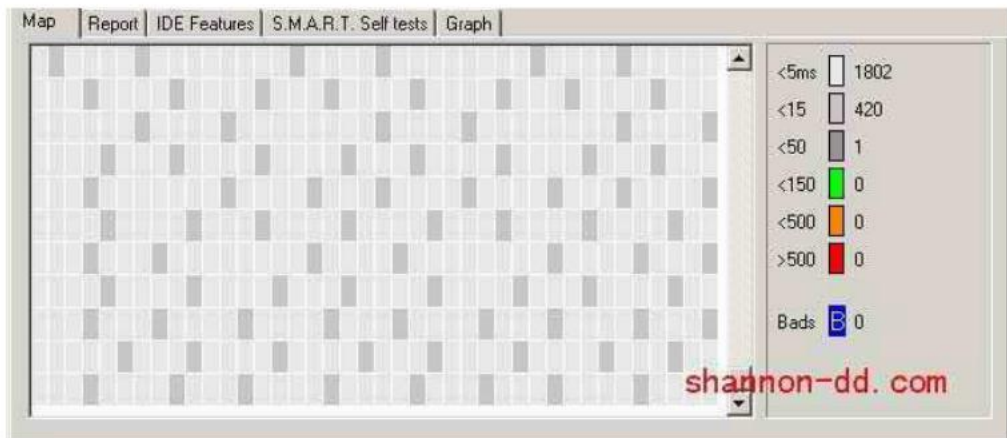 Map Report IDE Features S.M.A.R.T. Self tests Graph
<5ms 1802
<15 420
<50 1
<150 0
<500 0
>500 0
Bads B 0
shannon-dd. com